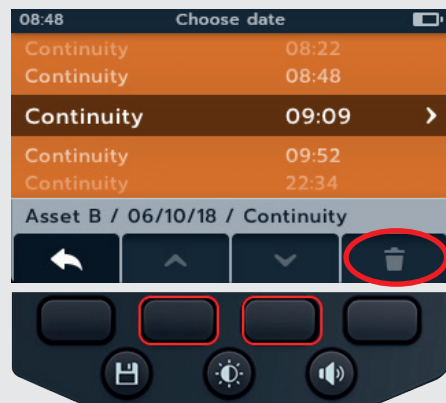 08:48 Choose date
Continuity 08:22
Continuity 08:48
Continuity 09:09
Continuity 09:52
Continuity 22:34
Asset B / 06/10/18 / Continuity